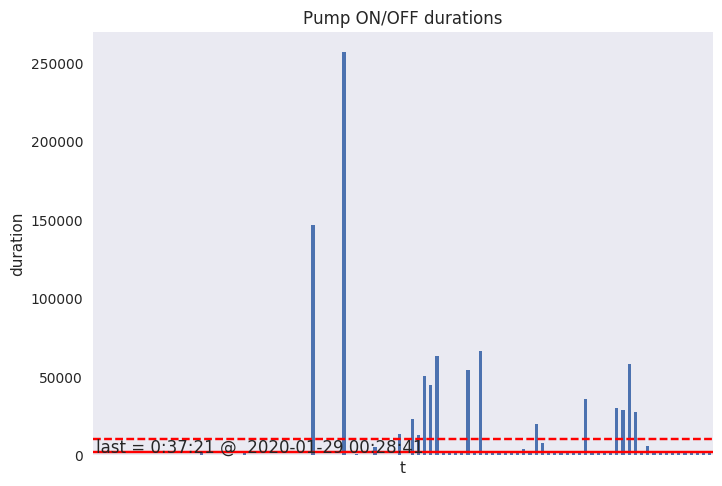 Pump ON/OFF durations
250000
200000
150000
100000
50000
0
duration
last = 0:37:21 @ 2020-01-29 00:28:41
t